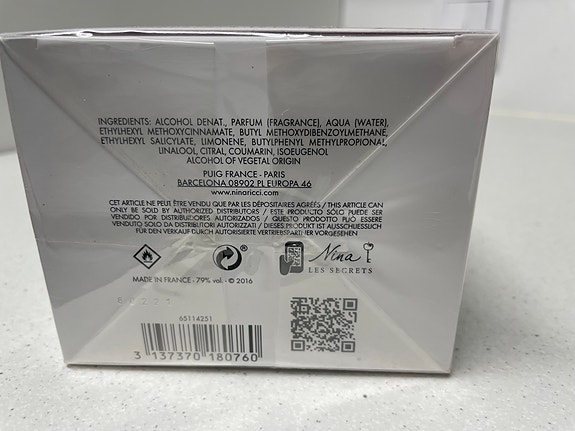 INGREDIENTS: ALCOHOL DENAT., PARFUM (FRAGRANCE), AQUA (WATER),
ETHYLHEXYL METHOXYCINNAMATE, BUTYL METHOXYDIBENZOYLMETHANE,
ETHYLHEXYL SALICYLATE, LIMONENE, BUTYLPHENYL METHYLPROPIONAL,
LINALOOL, CITRAL, COUMARIN, ISOEUGENOL
ALCOHOL OF VEGETAL ORIGIN
PUIG FRANCE - PARIS
BARCELONA 08902 PL EUROPA 46
www.ninaricci.com
CET ARTICLE NE PEUT ÊTRE VENDU QUE PAR LES DÉPOSITAIRES AGRÉÉS / THIS ARTICLE CAN
ONLY BE SOLD BY AUTHORIZED DISTRIBUTORS / ESTE PRODUCTO SÓLO PUEDE SER
VENDIDO POR DISTRIBUIDORES AUTORIZADOS / QUESTO PRODOTTO PUÒ ESSERE
VENDUTO SOLO DA DISTRIBUTORI AUTORIZZATI / DIESES PRODUKT IST AUSSCHLIESSUCH
FÜR DEN VERKAUF DURCH AUTORISIERTE VERTRIEBSPARTNER VORGESEHEN
Nina
LES SECRETS
MADE IN FRANCE - 79% vol. - © 2016
65114251
3 137370 180760